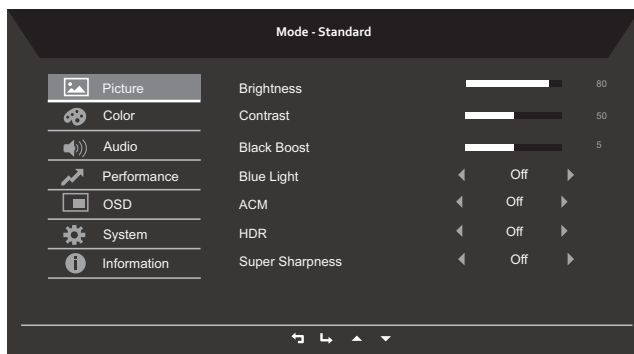 Mode - Standard
Picture
Brightness 80
Color
Contrast 50
Audio
Black Boost 5
Performance
Blue Light Off
OSD
ACM Off
System
HDR Off
Information
Super Sharpness Off